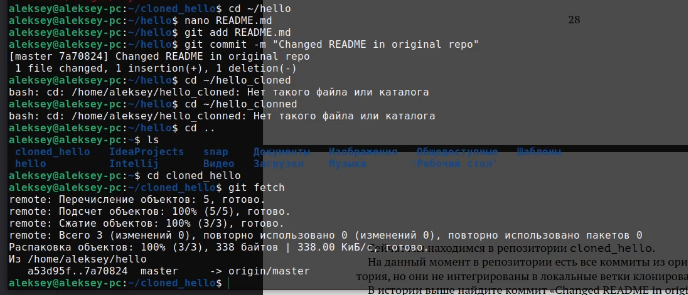 aleksey@aleksey-pc:~/cloned_hello$ cd ~/hello
aleksey@aleksey-pc:~/hello$ nano README.md
28
aleksey@aleksey-pc:~/hello$ git add README.md
aleksey@aleksey-pc:~/hello$ git commit -m "Changed README in original repo"
[master 7a70824] Changed README in original repo
1 file changed, 1 insertion(+), 1 deletion(-)
aleksey@aleksey-pc:~/hello$ cd ~/hello_cloned
bash: cd: /home/aleksey/hello_cloned: Нет такого файла или каталога
aleksey@aleksey-pc:~/hello$ cd ~/hello_clonned
bash: cd: /home/aleksey/hello_clonned: Нет такого файла или каталога
aleksey@aleksey-pc:~/hello$ cd ..
aleksey@aleksey-pc:~$ ls
cloned_hello IdeaProjects snap Документы Изображения Общедоступные Шаблоны
hello Intellij Видео Загрузки Музыка 'Рабочий стол'
aleksey@aleksey-pc:~$ cd cloned_hello
aleksey@aleksey-pc:~/cloned_hello$ git fetch
remote: Перечисление объектов: 5, готово.
remote: Подсчет объектов: 100% (5/5), готово.
remote: Сжатие объектов: 100% (3/3), готово.
remote: Всего 3 (изменений 0), повторно использовано 0 (изменений 0), повторно использовано пакетов 0
Распаковка объектов: 100% (3/3), 338 байтов | 338.00 КиБ/с, готово.
находимся в репозитории cloned_hello.
Из /home/aleksey/hello
На данный момент в репозитории есть все коммиты из ори
a53d95f..7a70824 master -> origin/master
тория, но они не интегрированы в локальные ветки клонирова
aleksey@aleksey-pc:~/cloned_hello$
В истории выше найдите коммит «Changed README in origi